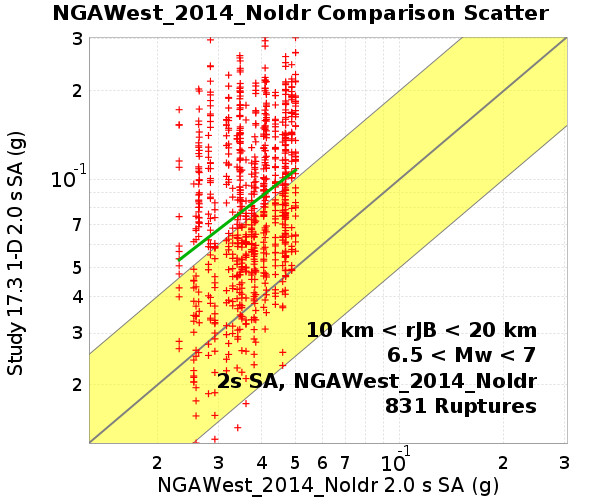 NGAWest_2014_NoIdr Comparison Scatter
3
2
10-1
7
5
4
3
2
Study 17.3 1-D 2.0 s SA (g)
10 km < rJB < 20 km
6.5 < Mw < 7
2s SA, NGAWest_2014_NoIdr
831 Ruptures
2 3 4 5 6 7 10-1 2 3
NGAWest_2014_NoIdr 2.0 s SA (g)